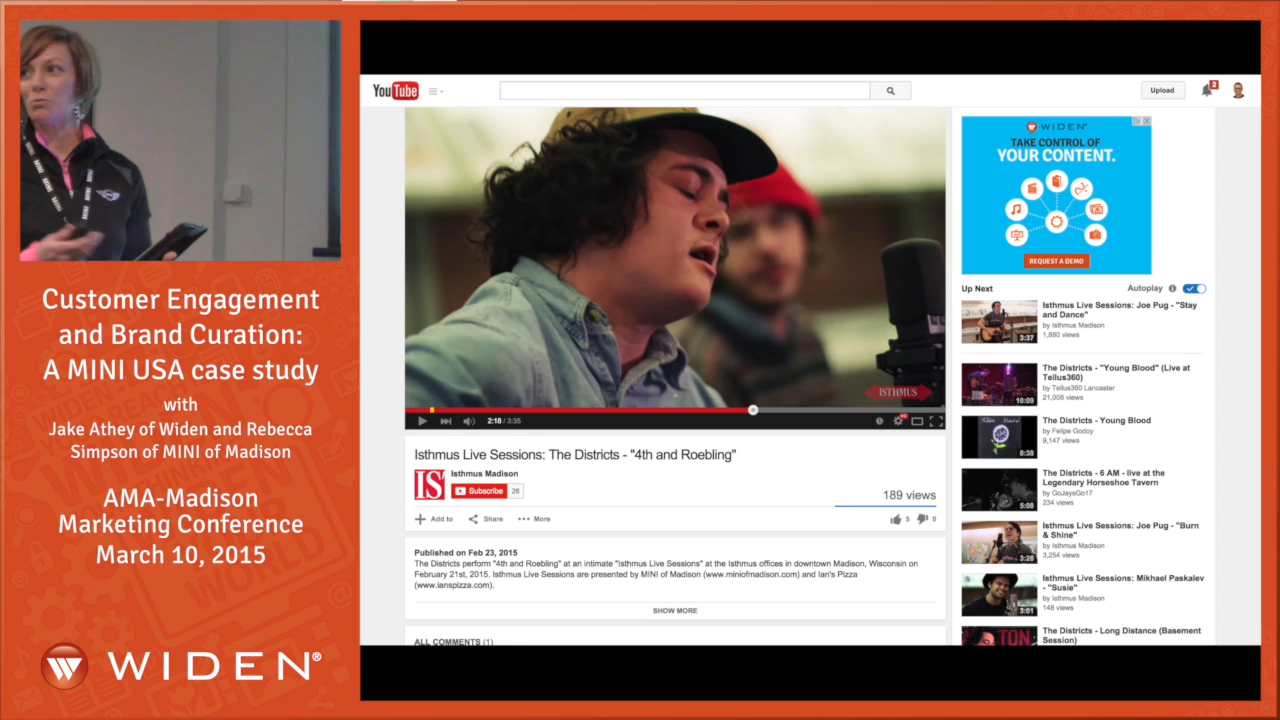 Customer Engagement
and Brand Curation:
A MINI USA case study
with
Jake Athey of Widen and Rebecca
Simpson of MINI of Madison
AMA-Madison
Marketing Conference
March 10, 2015
WIDEN®
MINI
MINI
MINI
YouTube
Upload
2
ISTHMUS
2:18 / 3:35
Isthmus Live Sessions: The Districts - "4th and Roebling"
IS
Isthmus Madison
Subscribe 26
189 views
Add to Share More
5 0
Published on Feb 23, 2015
The Districts perform "4th and Roebling" at an intimate "Isthmus Live Sessions" at the Isthmus offices in downtown Madison, Wisconsin on
February 21st, 2015. Isthmus Live Sessions are presented by MINI of Madison (www.miniofmadison.com) and Ian's Pizza
(www.ianspizza.com).
SHOW MORE
ALL COMMENTS (1)
WIDEN
TAKE CONTROL OF
YOUR CONTENT.
REQUEST A DEMO
Up Next Autoplay
3:37
Isthmus Live Sessions: Joe Pug - "Stay
and Dance"
by Isthmus Madison
1,880 views
10:09
The Districts - "Young Blood" (Live at
Tellus360)
by Tellus360 Lancaster
21,008 views
8:38
The Districts - Young Blood
by Felipe Godoy
9,147 views
5:08
The Districts - 6 AM - live at the
Legendary Horseshoe Tavern
by GoJaysGo17
234 views
3:26
Isthmus Live Sessions: Joe Pug - "Burn
& Shine"
by Isthmus Madison
3,254 views
3:01
Isthmus Live Sessions: Mikhael Paskalev
- "Susie"
by Isthmus Madison
148 views
TON
The Districts - Long Distance (Basement
Session)